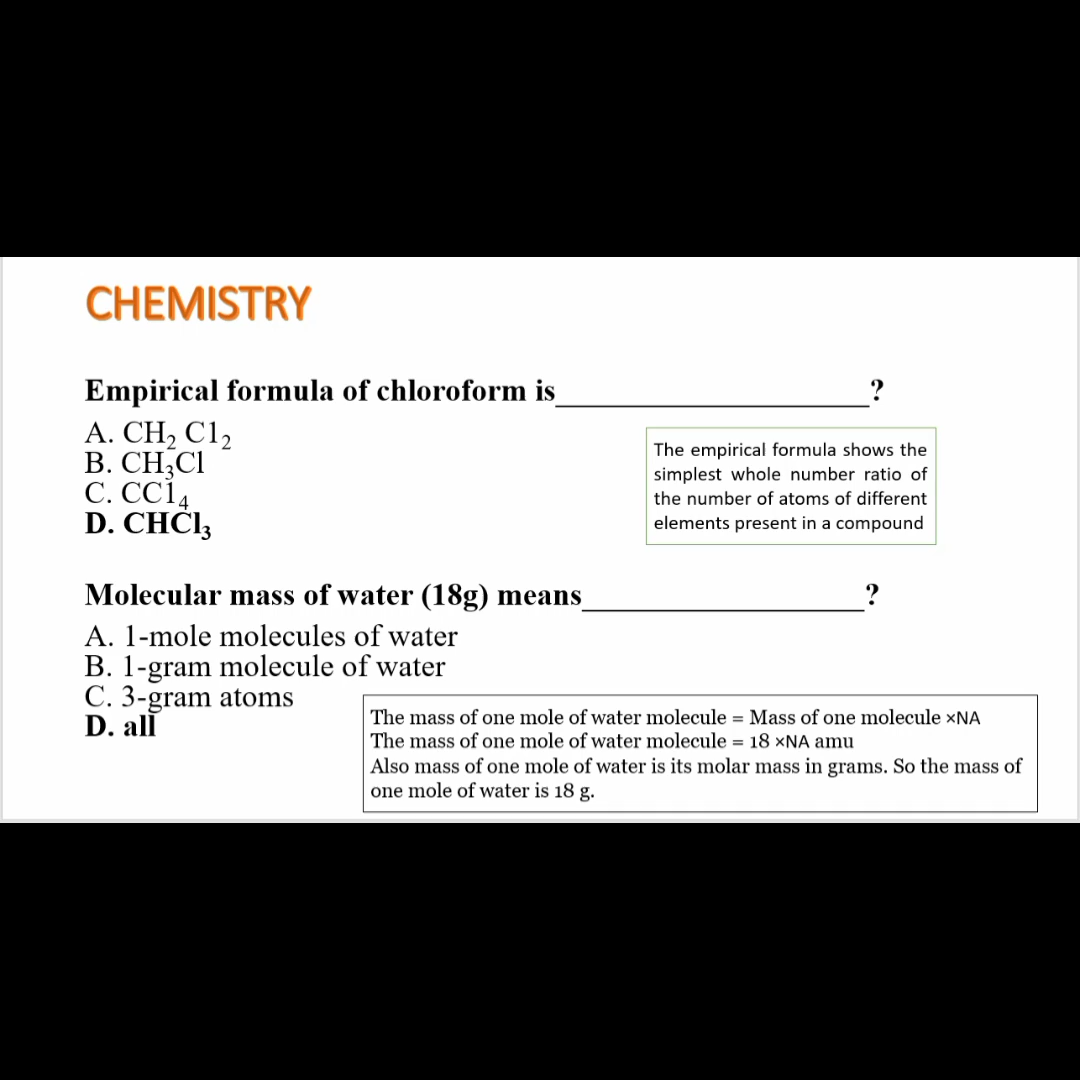 CHEMISTRY
Empirical formula of chloroform is____________________?
A. CH₂ C1₂
B. CH₃Cl
C. CC1₄
D. CHCl₃
The empirical formula shows the
simplest whole number ratio of
the number of atoms of different
elements present in a compound
Molecular mass of water (18g) means__________________?
A. 1-mole molecules of water
B. 1-gram molecule of water
C. 3-gram atoms
D. all
The mass of one mole of water molecule = Mass of one molecule ×NA
The mass of one mole of water molecule = 18 ×NA amu
Also mass of one mole of water is its molar mass in grams. So the mass of
one mole of water is 18 g.